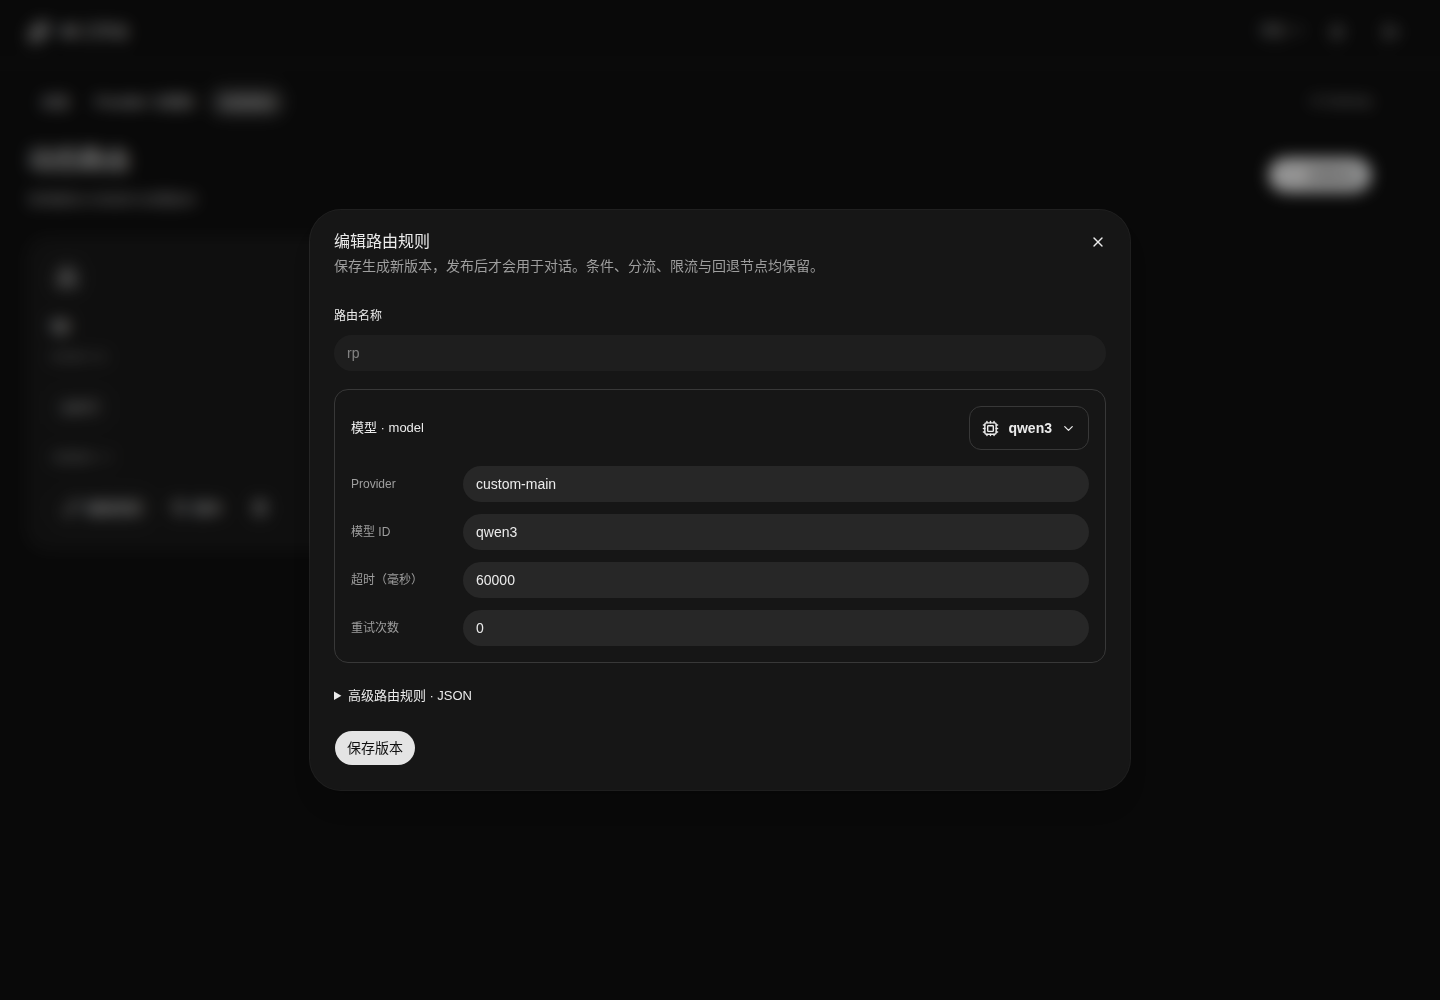 编辑路由规则
保存生成新版本，发布后才会用于对话。条件、分流、限流与回退节点均保留。
路由名称
rp
模型 · model
qwen3
Provider
custom-main
模型 ID
qwen3
超时（毫秒）
60000
重试次数
0
高级路由规则 · JSON
保存版本